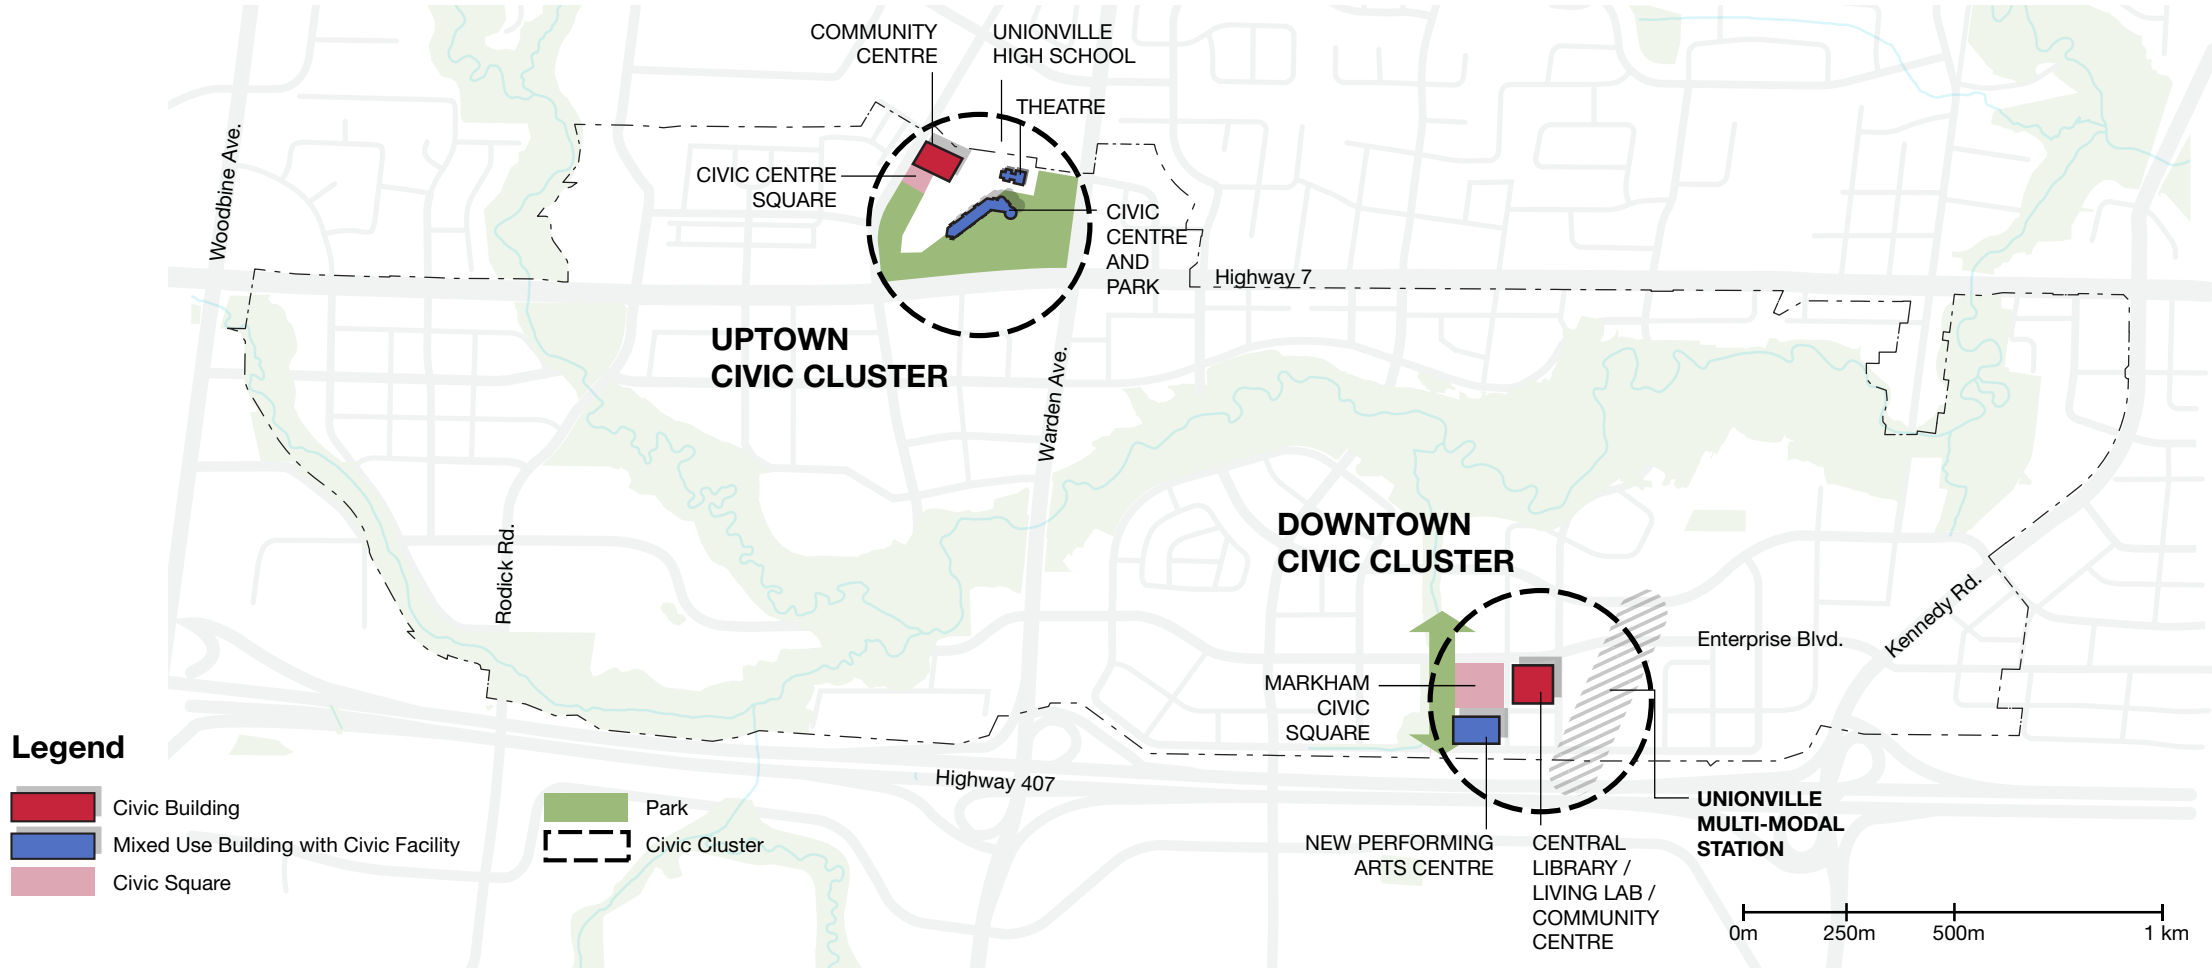 COMMUNITY
CENTRE
UNIONVILLE
HIGH SCHOOL
THEATRE
CIVIC CENTRE
SQUARE
CIVIC
CENTRE
AND
PARK
Woodbine Ave.
Highway 7
UPTOWN
CIVIC CLUSTER
Warden Ave.
Rodick Rd.
DOWNTOWN
CIVIC CLUSTER
Kennedy Rd.
Enterprise Blvd.
MARKHAM
CIVIC
SQUARE
Highway 407
UNIONVILLE
MULTI-MODAL
STATION
NEW PERFORMING
ARTS CENTRE
CENTRAL
LIBRARY /
LIVING LAB /
COMMUNITY
CENTRE
Legend
Civic Building
Mixed Use Building with Civic Facility
Civic Square
Park
Civic Cluster
0m 250m 500m 1 km